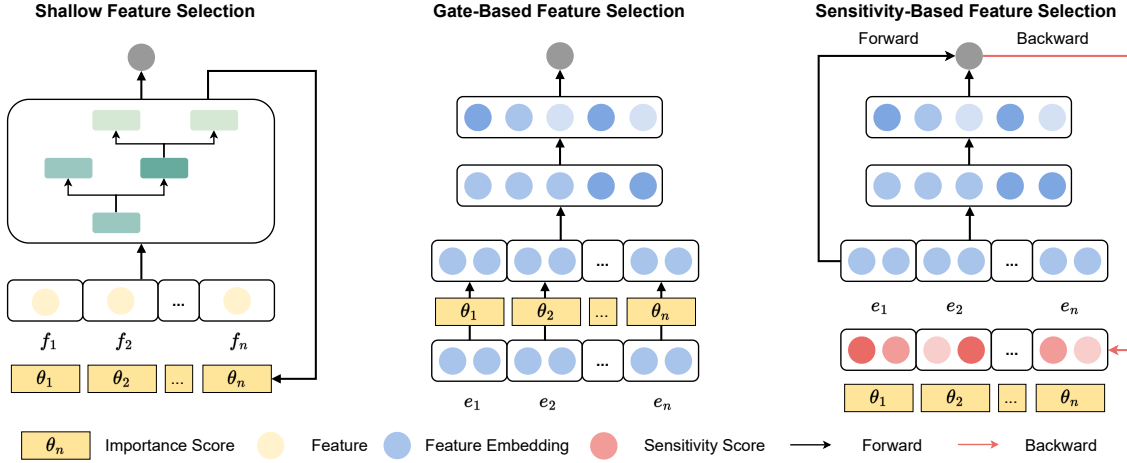 Shallow Feature Selection
Gate-Based Feature Selection
Sensitivity-Based Feature Selection
Forward
Backward
...
f₁ f₂ fₙ
θ₁ θ₂ ... θₙ
...
θ₁ θ₂ ... θₙ
...
e₁ e₂ eₙ
...
e₁ e₂ eₙ
...
θ₁ θ₂ ... θₙ
θₙ Importance Score Feature Feature Embedding Sensitivity Score Forward Backward